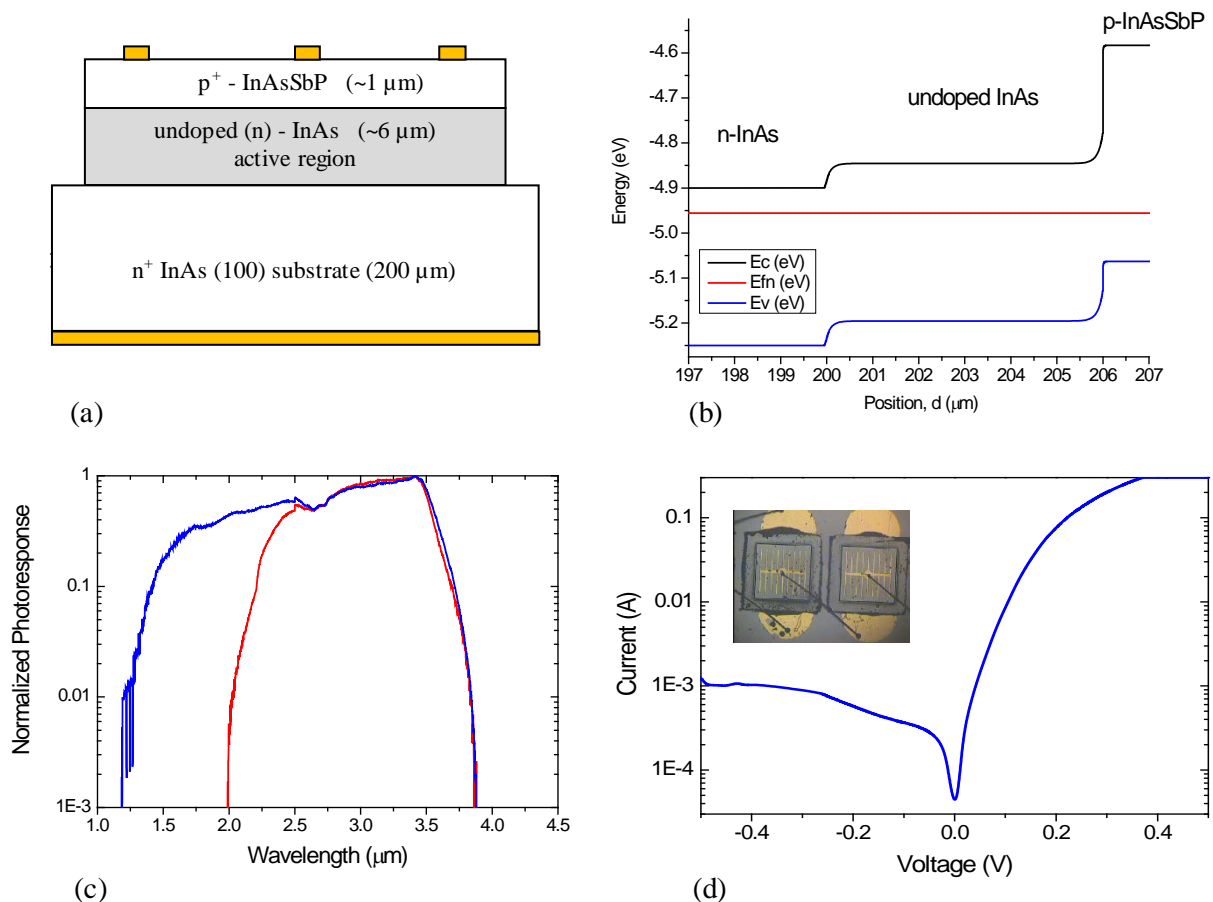 p+ - InAsSbP (~1 µm)
undoped (n) - InAs (~6 µm)
active region
n+ InAs (100) substrate (200 µm)
(a)
p-InAsSbP
undoped InAs
n-InAs
Energy (eV)
-4.6
-4.7
-4.8
-4.9
-5.0
-5.1
-5.2
Ec (eV)
Efn (eV)
Ev (eV)
197 198 199 200 201 202 203 204 205 206 207
Position, d (µm)
(b)
Normalized Photoresponse
1
0.1
0.01
1E-3
1.0 1.5 2.0 2.5 3.0 3.5 4.0 4.5
Wavelength (µm)
(c)
Current (A)
0.1
0.01
1E-3
1E-4
-0.4 -0.2 0.0 0.2 0.4
Voltage (V)
(d)